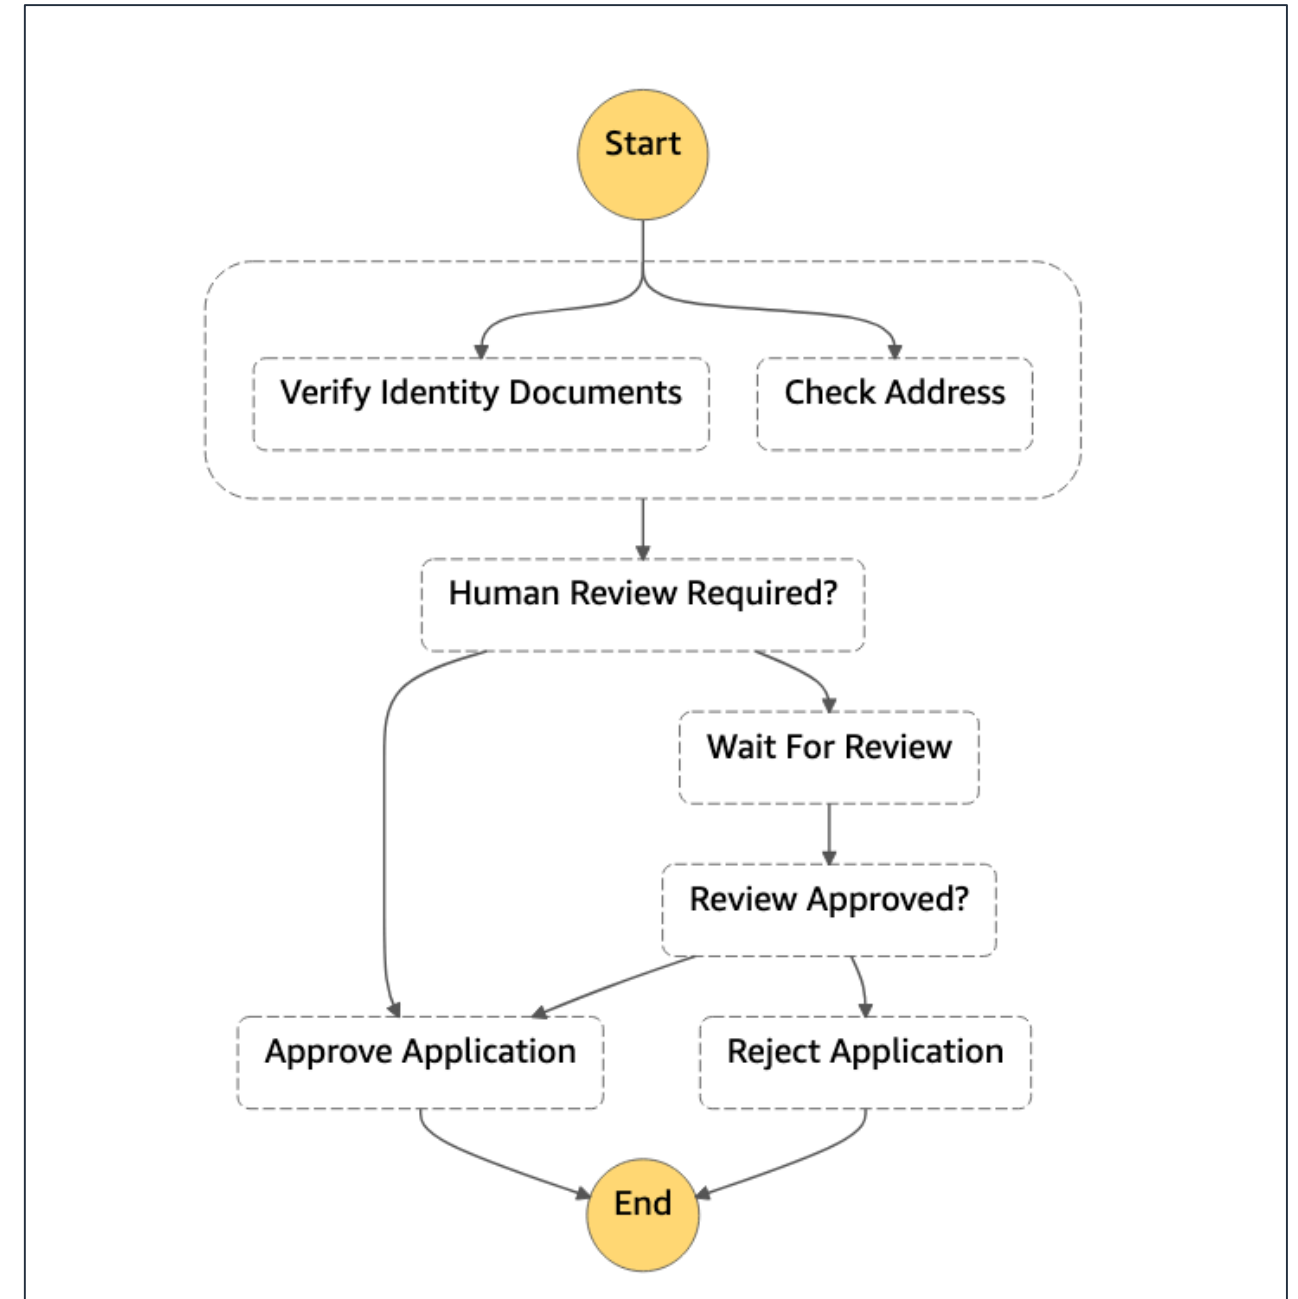 Start
Verify Identity Documents
Check Address
Human Review Required?
Wait For Review
Review Approved?
Approve Application
Reject Application
End